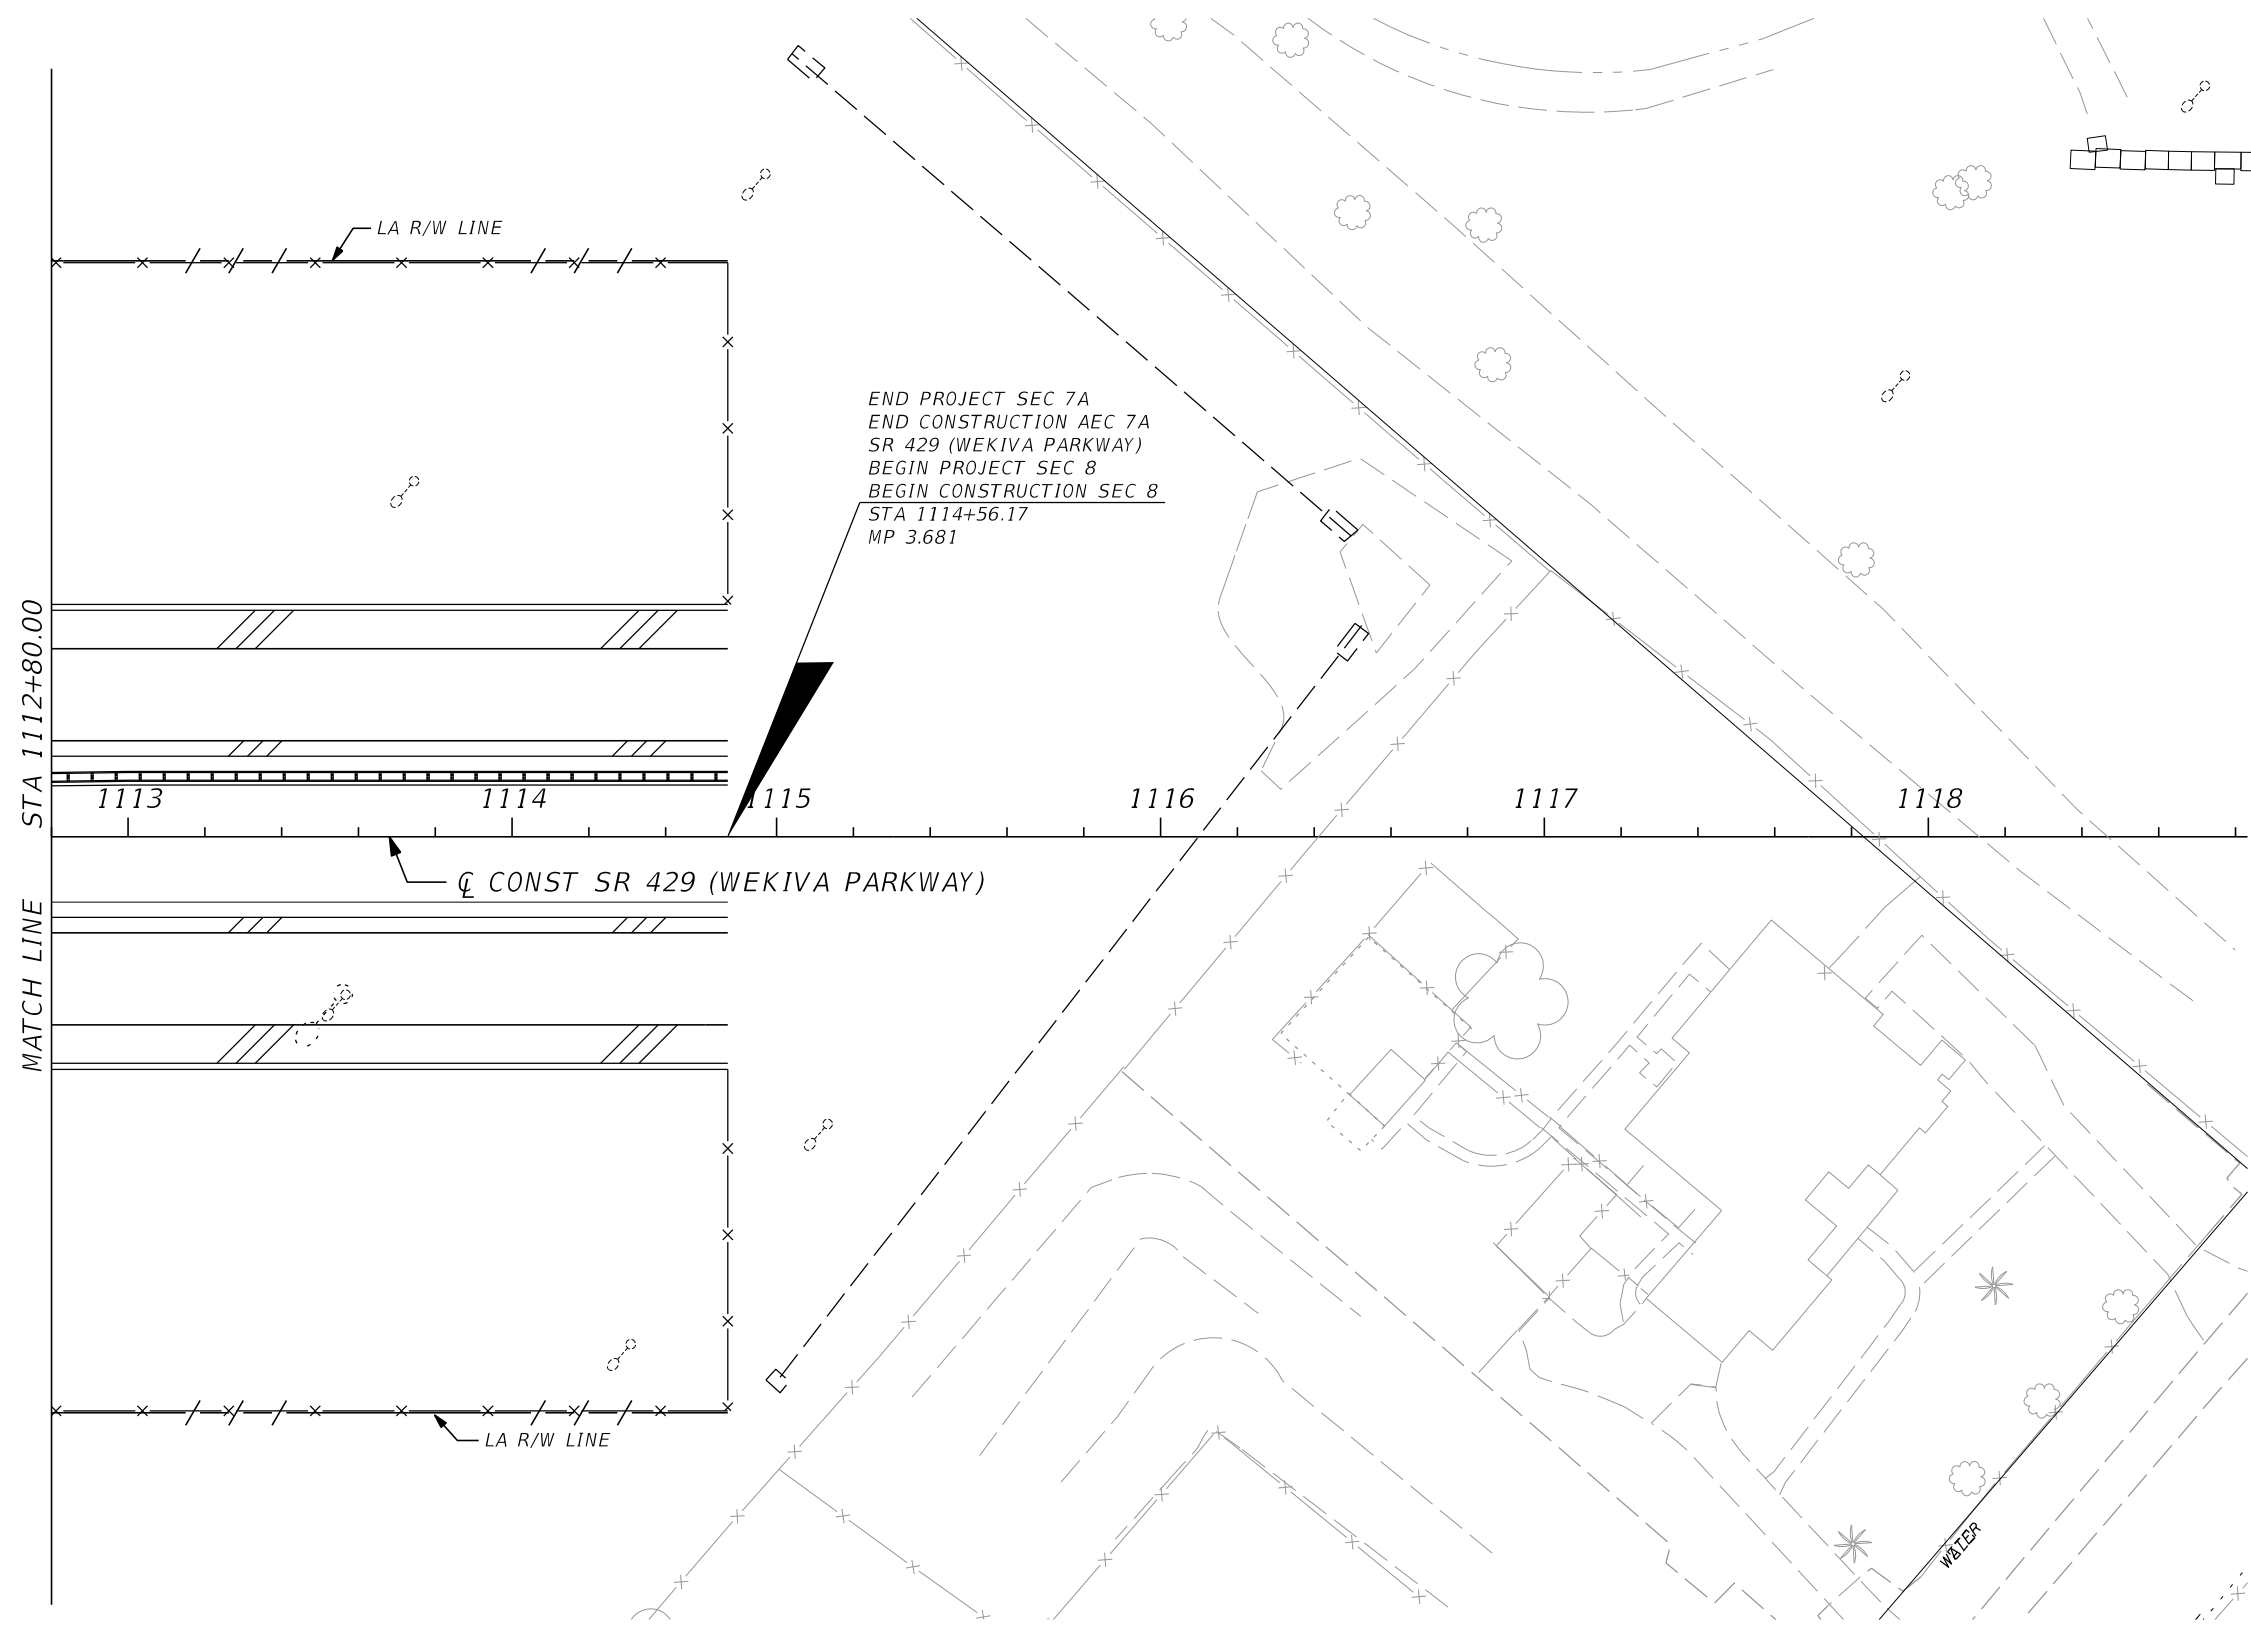 LA R/W LINE
END PROJECT SEC 7A
END CONSTRUCTION AEC 7A
SR 429 (WEKIVA PARKWAY)
BEGIN PROJECT SEC 8
BEGIN CONSTRUCTION SEC 8
STA 1114+56.17
MP 3.681
MATCH LINE STA 1112+80.00
1113
1114
1115
1116
1117
1118
℄ CONST SR 429 (WEKIVA PARKWAY)
LA R/W LINE
WATER